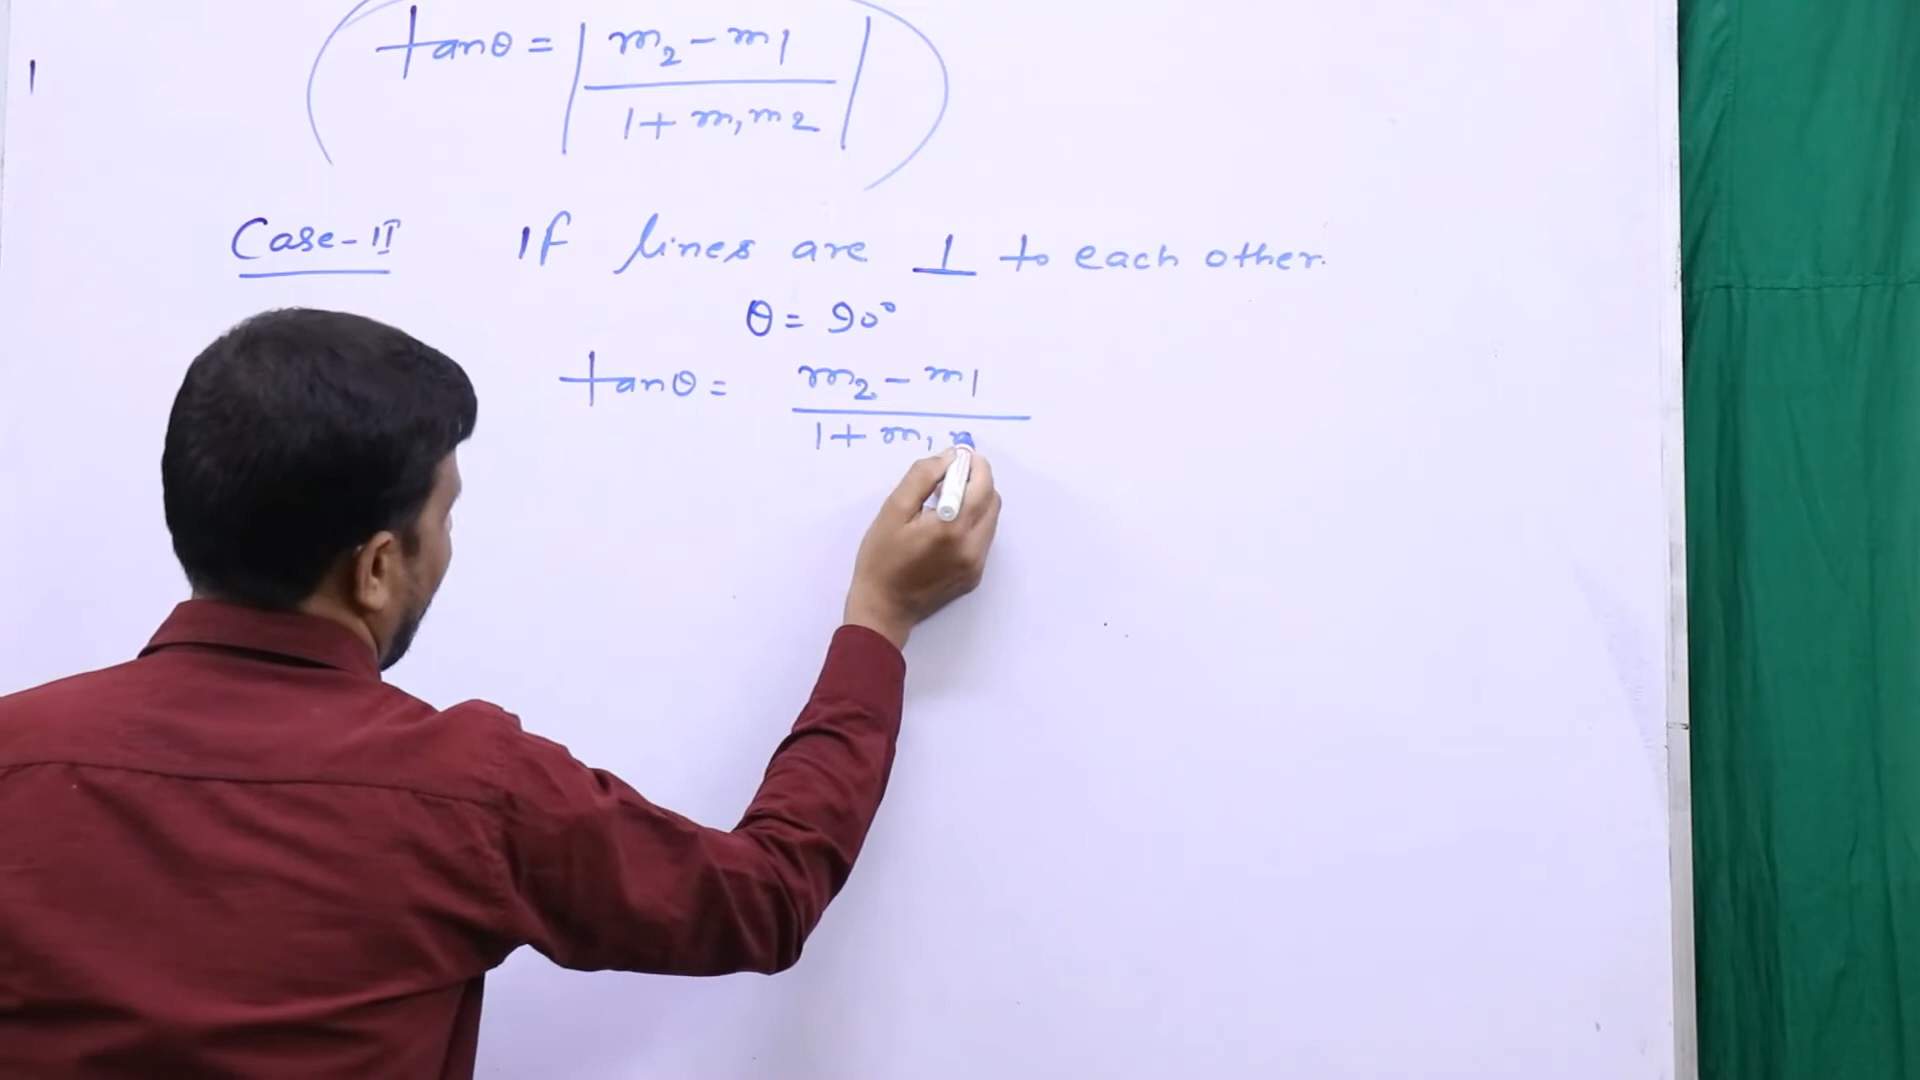 tanθ = | m₂ - m₁ / 1 + m₁m₂ |
Case-II If lines are ⊥ to each other.
θ = 90°
tanθ = m₂ - m₁ / 1 + m₁